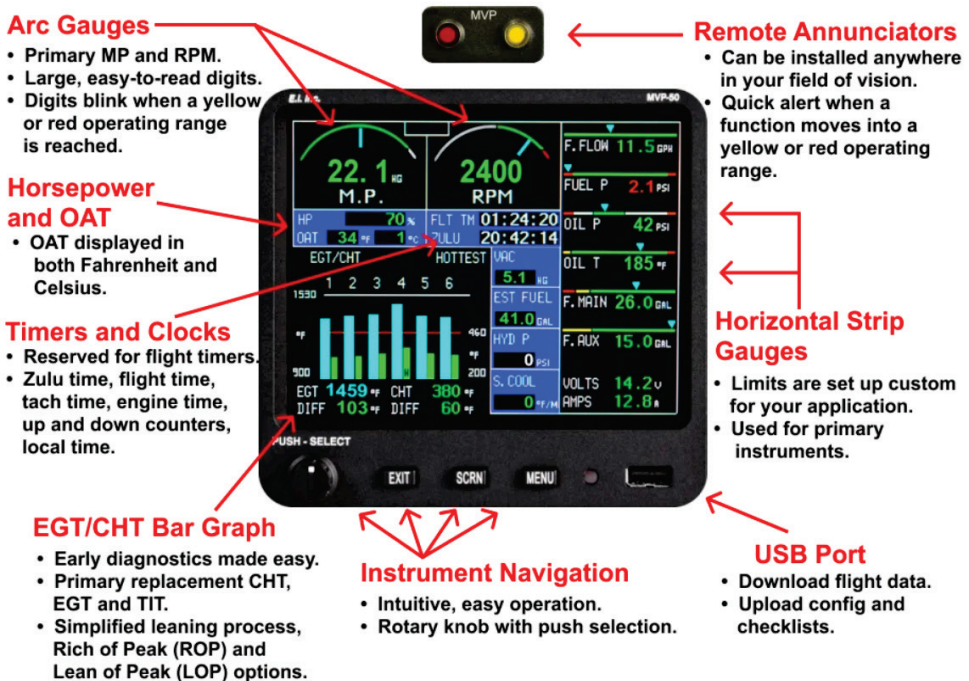 Arc Gauges
• Primary MP and RPM.
• Large, easy-to-read digits.
• Digits blink when a yellow
or red operating range
is reached.
MVP
Remote Annunciators
• Can be installed anywhere
in your field of vision.
• Quick alert when a
function moves into a
yellow or red operating
range.
Horsepower
and OAT
• OAT displayed in
both Fahrenheit and
Celsius.
Timers and Clocks
• Reserved for flight timers.
• Zulu time, flight time,
tach time, engine time,
up and down counters,
local time.
E.I. Inc.
MVP-50
22.1 HG
M.P.
2400
RPM
HP 70 %
OAT 34 °F 1 °C
FLT TM 01:24:20
ZULU 20:42:14
EGT/CHT HOTTEST
1 2 3 4 5 6
1530
°F
900
460
°F
200
EGT 1459 °F CHT 380 °F
DIFF 103 °F DIFF 60 °F
VAC
5.1 HG
EST FUEL
41.0 GAL
HYD P
0 PSI
S.COOL
0 °F/M
F.FLOW 11.5 GPH
FUEL P 2.1 PSI
OIL P 42 PSI
OIL T 185 °F
F.MAIN 26.0 GAL
F.AUX 15.0 GAL
VOLTS 14.2 V
AMPS 12.8 A
PUSH - SELECT
EXIT
SCRN
MENU
Horizontal Strip
Gauges
• Limits are set up custom
for your application.
• Used for primary
instruments.
EGT/CHT Bar Graph
• Early diagnostics made easy.
• Primary replacement CHT,
EGT and TIT.
• Simplified leaning process,
Rich of Peak (ROP) and
Lean of Peak (LOP) options.
Instrument Navigation
• Intuitive, easy operation.
• Rotary knob with push selection.
USB Port
• Download flight data.
• Upload config and
checklists.